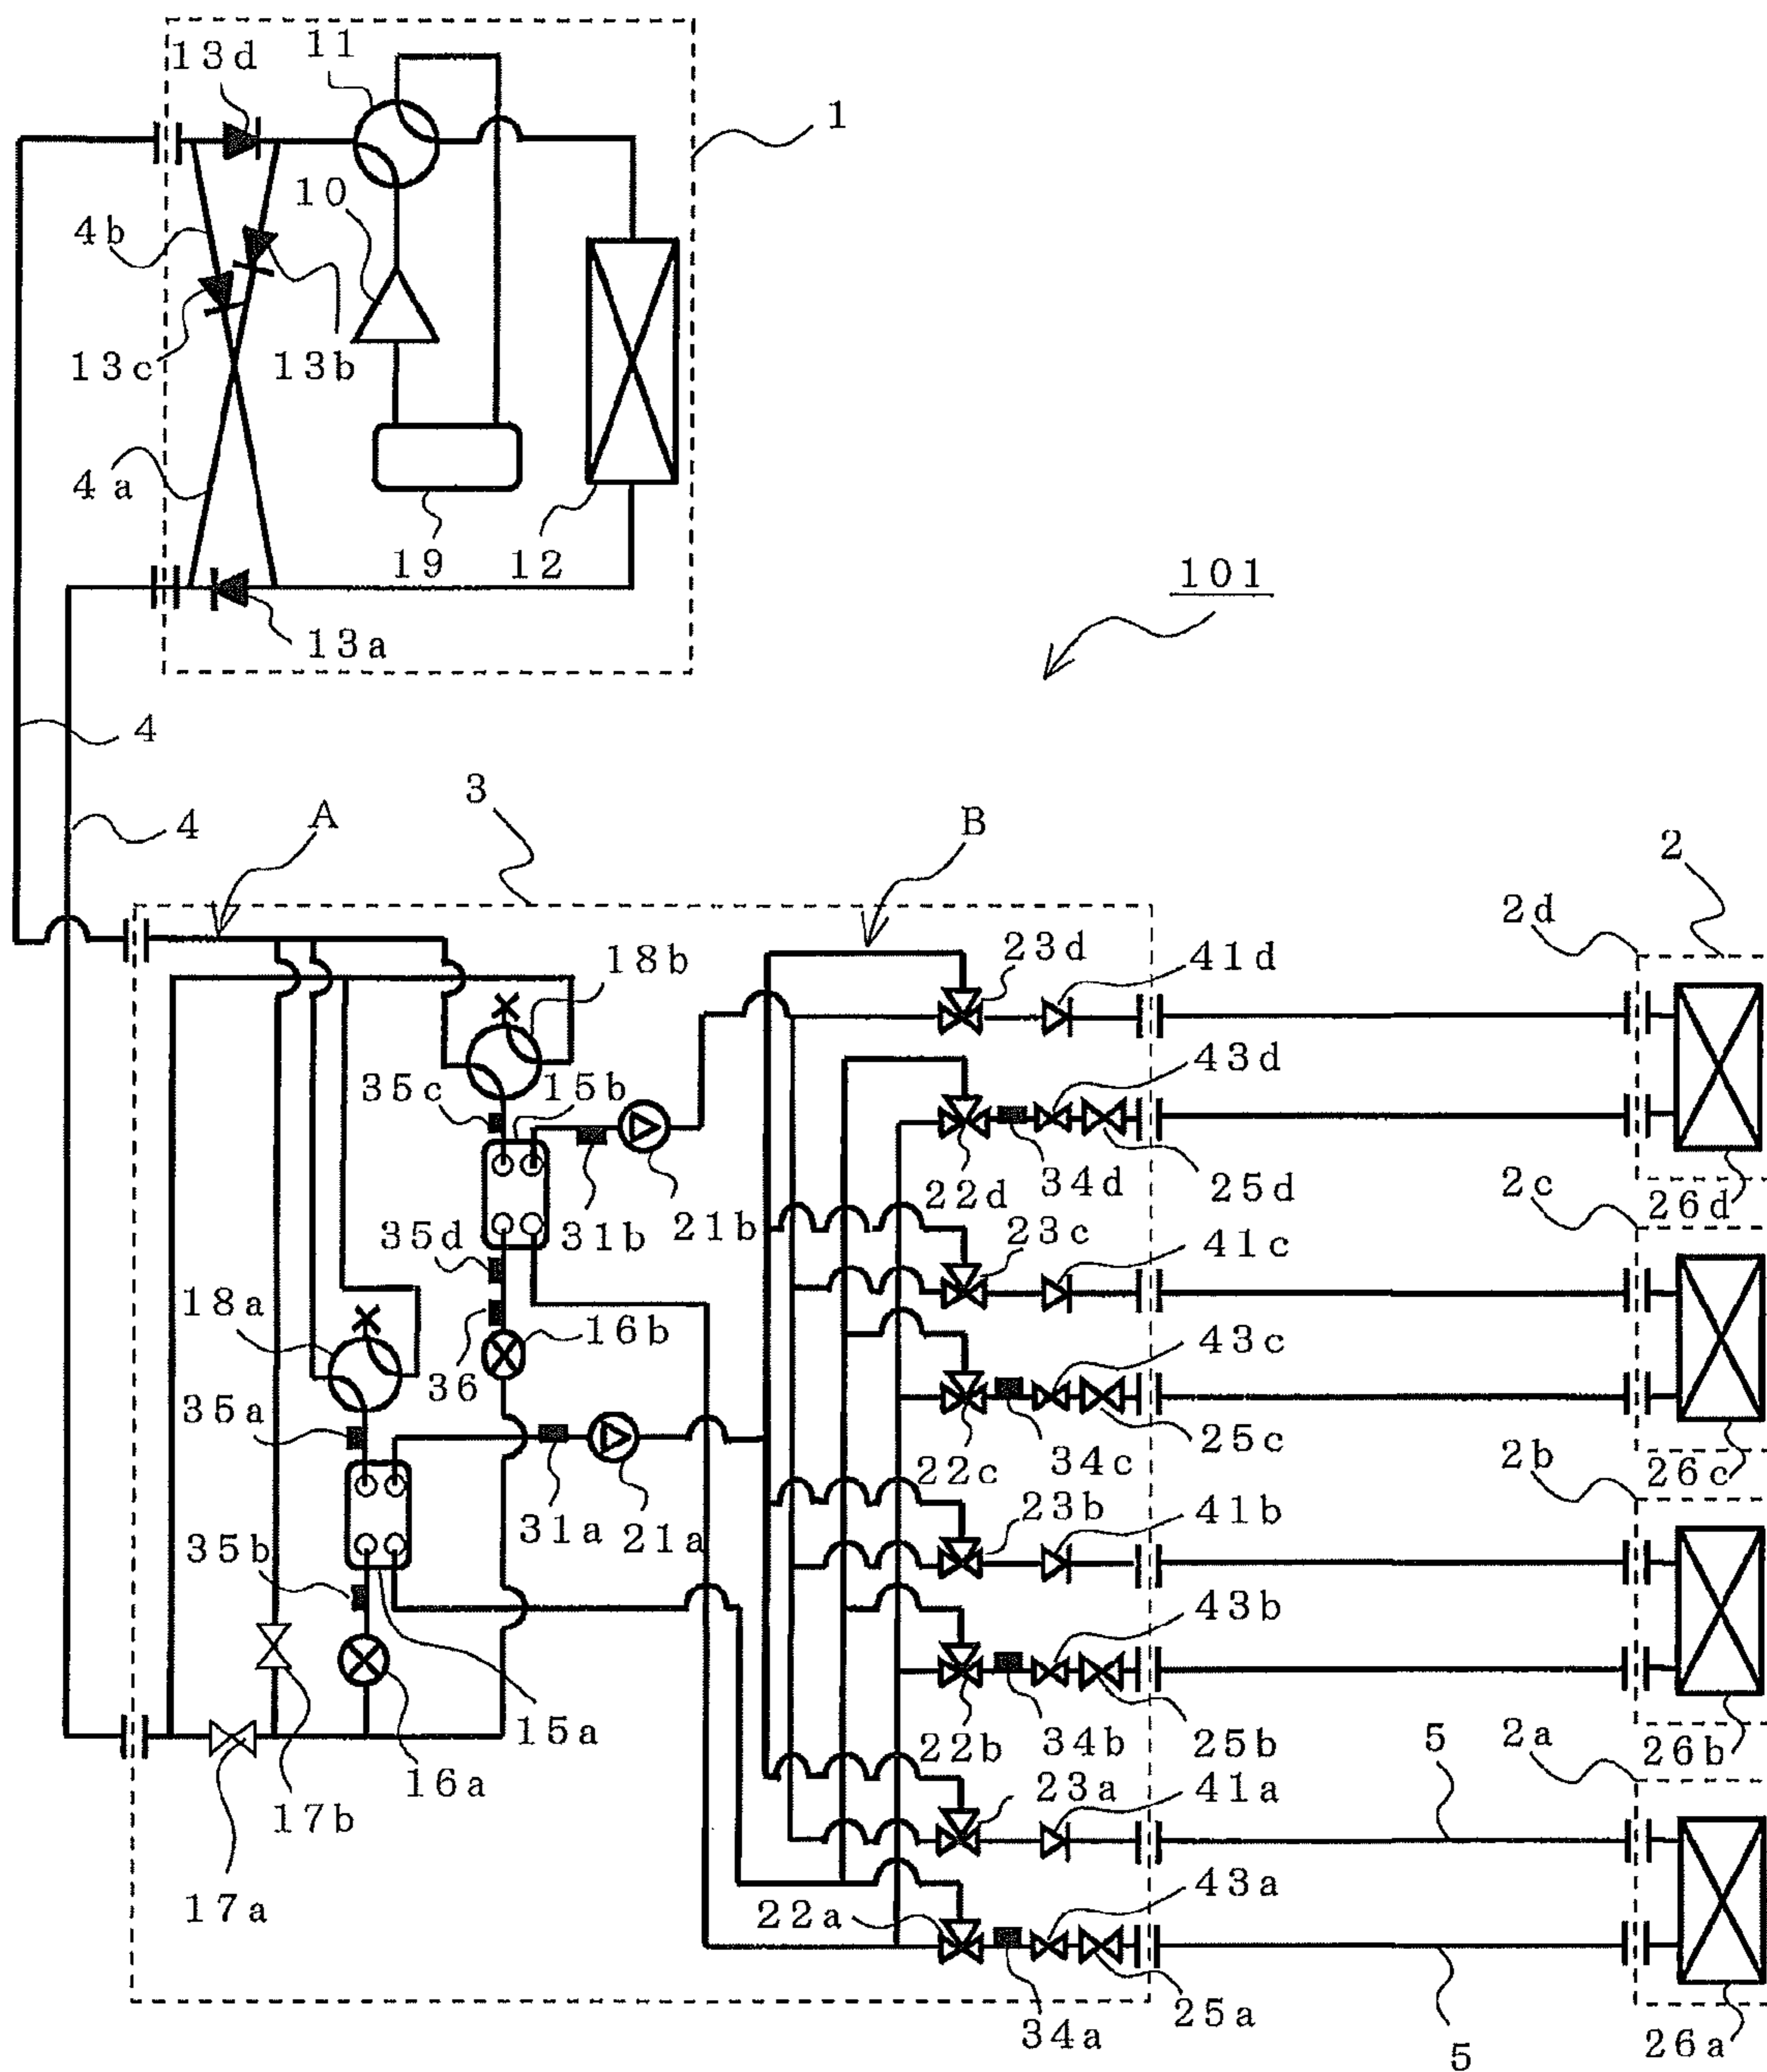 13d 11
1
10
4b
13c 13b
4a
19 12
101
13a
4
3
4 A B 2
2d
23d 41d
18b
35c 15b 43d
22d 34d 25d 2c
26d
35d 31b 21b 23c 41c
18a
16b 43c
36
35a
22c 34c 25c 2b
26c
31a 21a 23b 41b
35b
43b
15a
22b 34b 25b 5 2a
26b
16a
17b 23a 41a
17a
22a 43a
34a 25a 5 26a